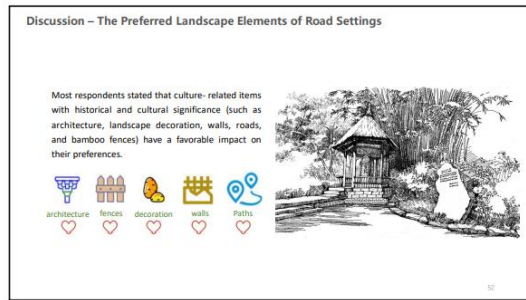 Discussion – The Preferred Landscape Elements of Road Settings
Most respondents stated that culture- related items
with historical and cultural significance (such as
architecture, landscape decoration, walls, roads,
and bamboo fences) have a favorable impact on
their preferences.
architecture fences decoration walls Paths
52